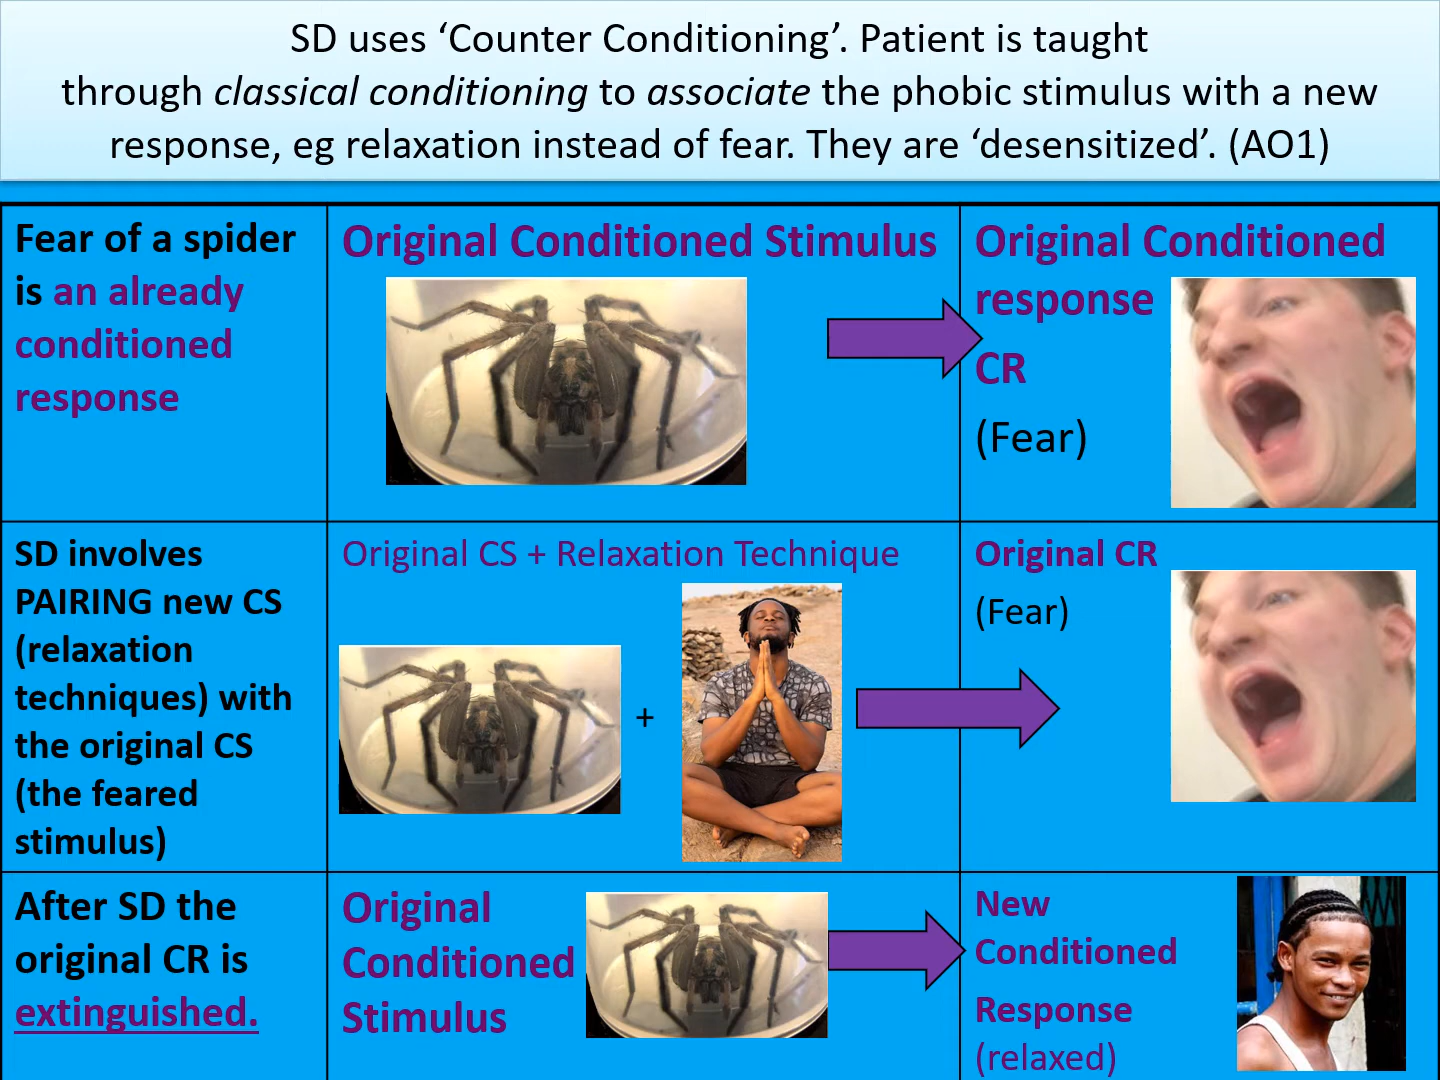 SD uses ‘Counter Conditioning’. Patient is taught
through classical conditioning to associate the phobic stimulus with a new
response, eg relaxation instead of fear. They are ‘desensitized’. (AO1)
Fear of a spider
is an already
conditioned
response
Original Conditioned Stimulus
Original Conditioned
response
CR
(Fear)
SD involves
PAIRING new CS
(relaxation
techniques) with
the original CS
(the feared
stimulus)
Original CS + Relaxation Technique
+
Original CR
(Fear)
After SD the
original CR is
extinguished.
Original
Conditioned
Stimulus
New
Conditioned
Response
(relaxed)